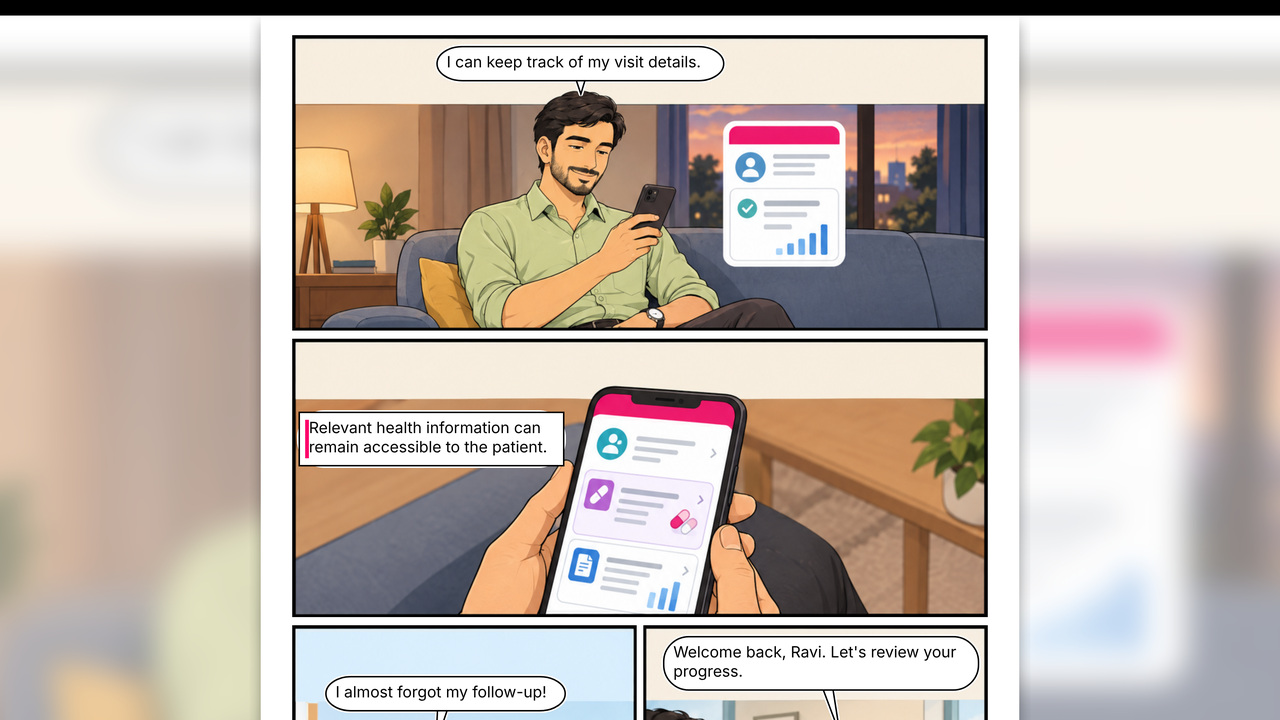 I can keep track of my visit details.
Relevant health information can
remain accessible to the patient.
I almost forgot my follow-up!
Welcome back, Ravi. Let's review your
progress.